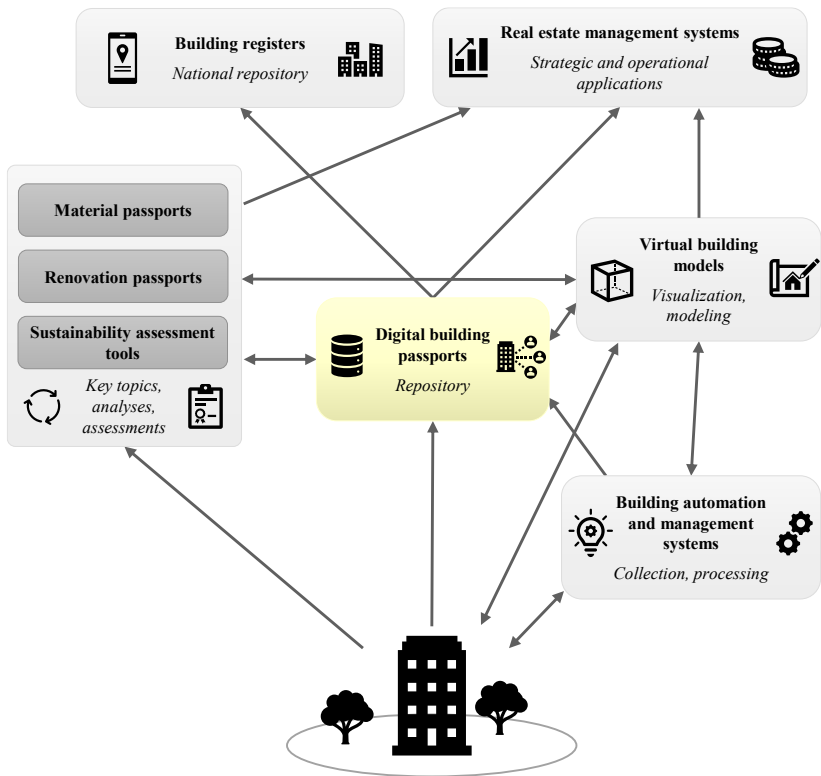 Building registers
National repository
Real estate management systems
Strategic and operational
applications
Material passports
Renovation passports
Sustainability assessment
tools
Key topics,
analyses,
assessments
Digital building
passports
Repository
Virtual building
models
Visualization,
modeling
Building automation
and management
systems
Collection, processing